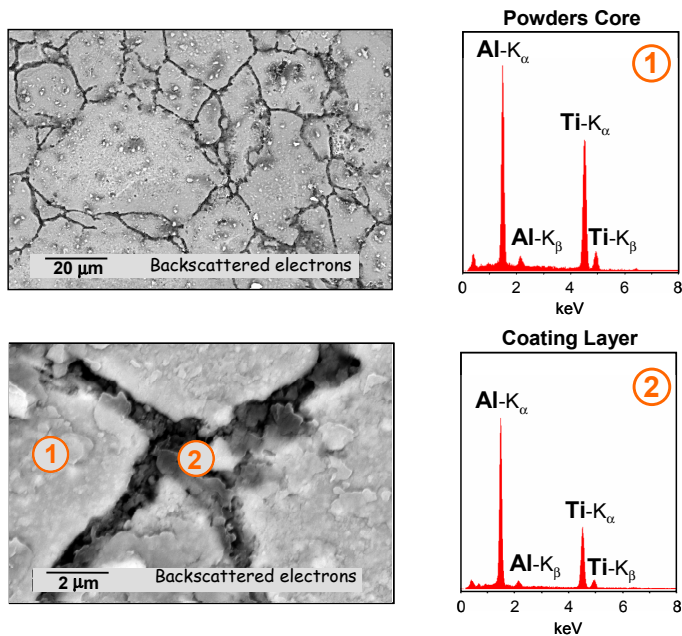 Powders Core
1
Al-Kα
Ti-Kα
Al-Kβ
Ti-Kβ
0 2 4 6 8
keV
20 μm
Backscattered electrons
Coating Layer
2
Al-Kα
Ti-Kα
Al-Kβ
Ti-Kβ
0 2 4 6 8
keV
1
2
2 μm
Backscattered electrons